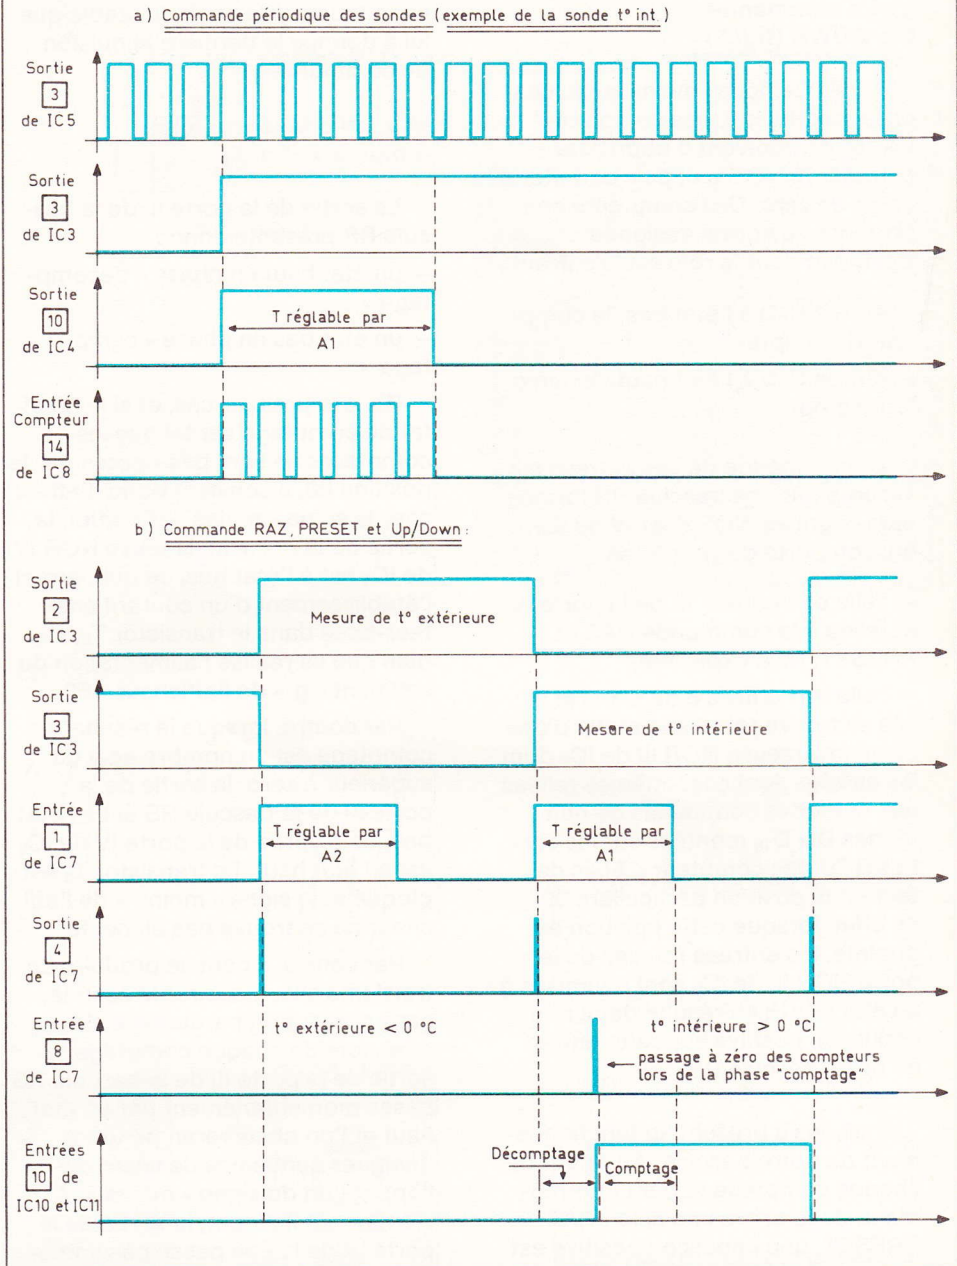 a) Commande périodique des sondes (exemple de la sonde t° int.)
Sortie
3
de IC5
Sortie
3
de IC3
Sortie
10
de IC4
T réglable par
A1
Entrée
Compteur
14
de IC8
b) Commande RAZ, PRESET et Up/Down:
Sortie
2
de IC3
Mesure de t° extérieure
Sortie
3
de IC3
Mesure de t° intérieure
Entrée
1
de IC7
T réglable par
A2
T réglable par
A1
Sortie
4
de IC7
Entrée
8
de IC7
t° extérieure < 0 °C
t° intérieure > 0 °C
passage à zéro des compteurs
lors de la phase "comptage"
Entrées
10 de
IC10 et IC11
Décomptage
Comptage